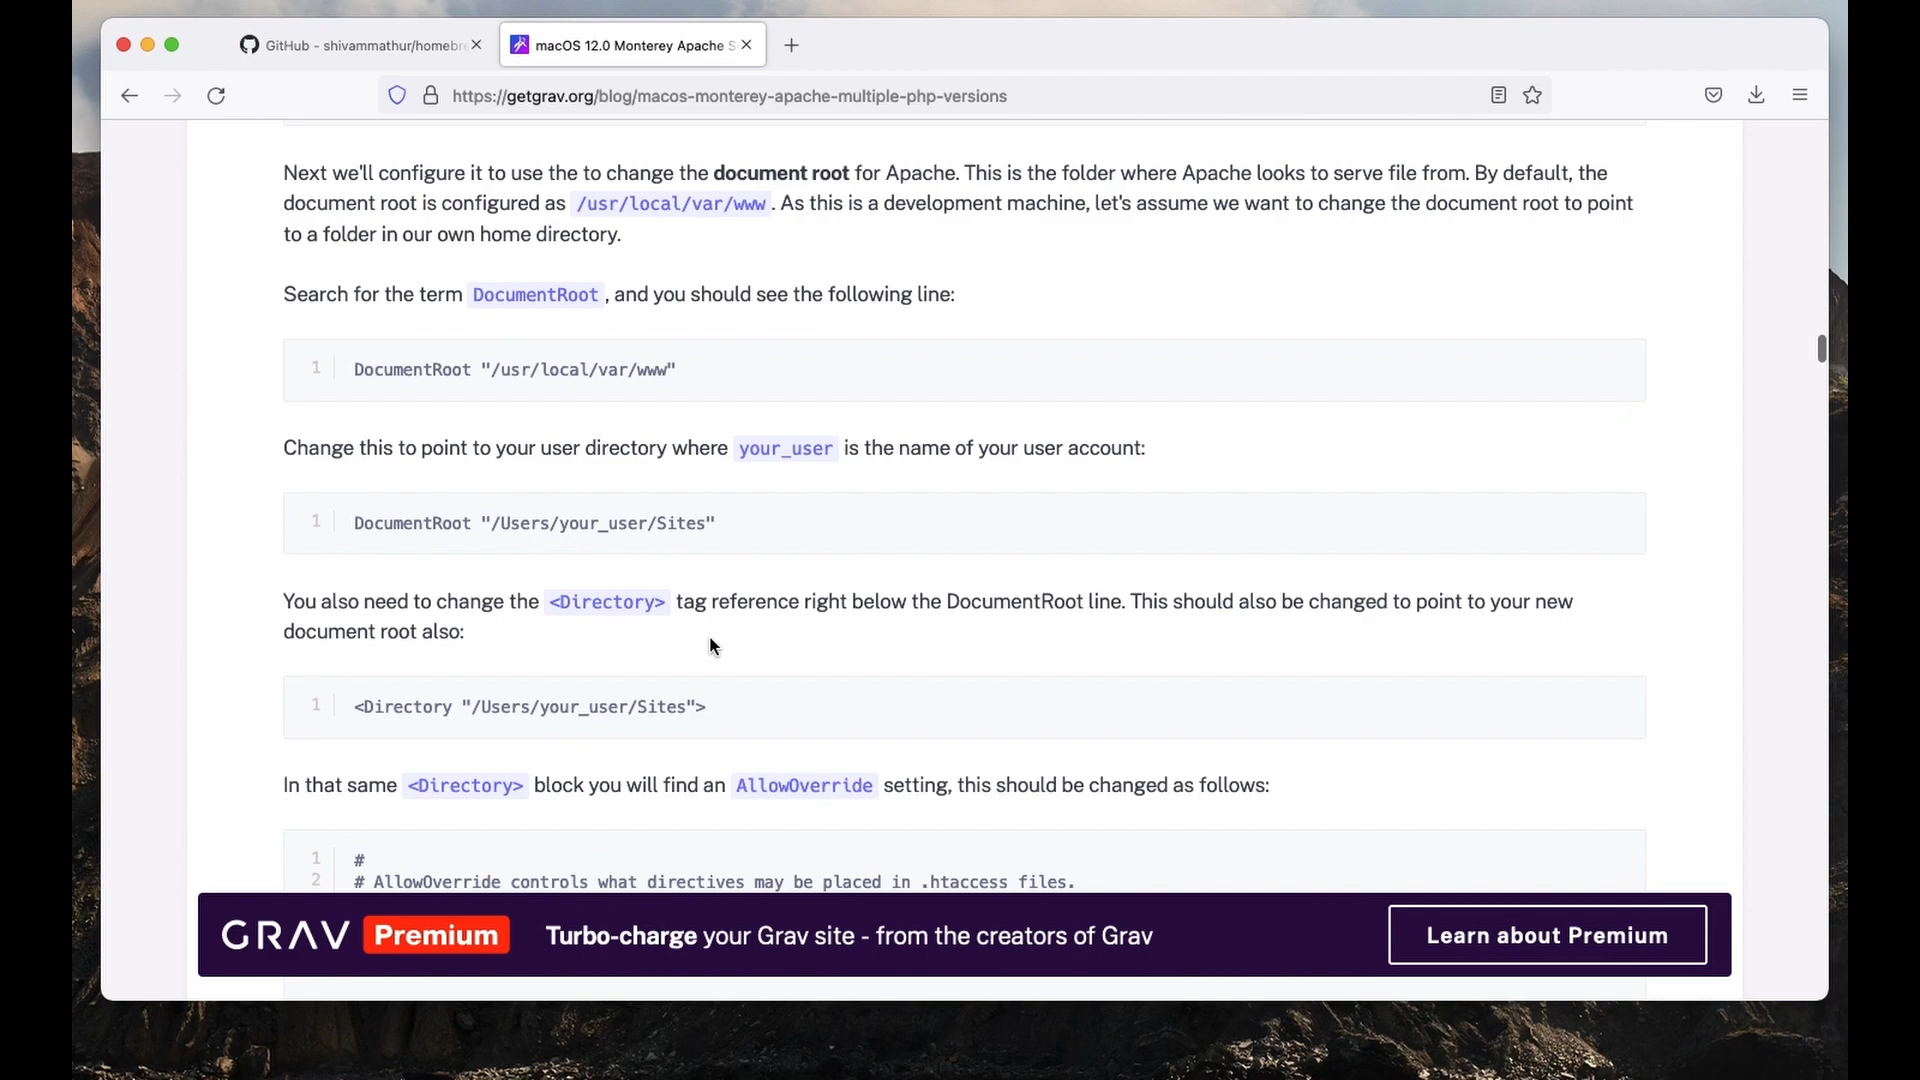 GitHub - shivammathur/homebre
macOS 12.0 Monterey Apache S
https://getgrav.org/blog/macos-monterey-apache-multiple-php-versions
Next we'll configure it to use the to change the document root for Apache. This is the folder where Apache looks to serve file from. By default, the
document root is configured as /usr/local/var/www . As this is a development machine, let's assume we want to change the document root to point
to a folder in our own home directory.
Search for the term DocumentRoot , and you should see the following line:
1 DocumentRoot "/usr/local/var/www"
Change this to point to your user directory where your_user is the name of your user account:
1 DocumentRoot "/Users/your_user/Sites"
You also need to change the <Directory> tag reference right below the DocumentRoot line. This should also be changed to point to your new
document root also:
1 <Directory "/Users/your_user/Sites">
In that same <Directory> block you will find an AllowOverride setting, this should be changed as follows:
1 #
2 # AllowOverride controls what directives may be placed in .htaccess files.
GRAV Premium Turbo-charge your Grav site - from the creators of Grav Learn about Premium